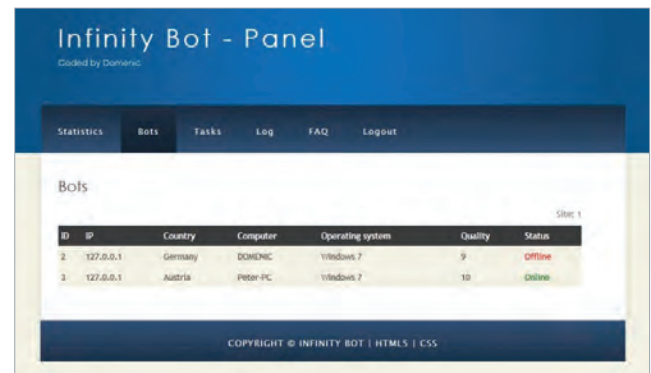 Infinity Bot - Panel
Coded by Domenic
Statistics Bots Tasks Log FAQ Logout
Bots
Site: 1
ID IP Country Computer Operating system Quality Status
2 127.0.0.1 Germany DOMENIC Windows 7 9 Offline
3 127.0.0.1 Austria Peter-PC Windows 7 10 Online
COPYRIGHT © INFINITY BOT | HTML5 | CSS